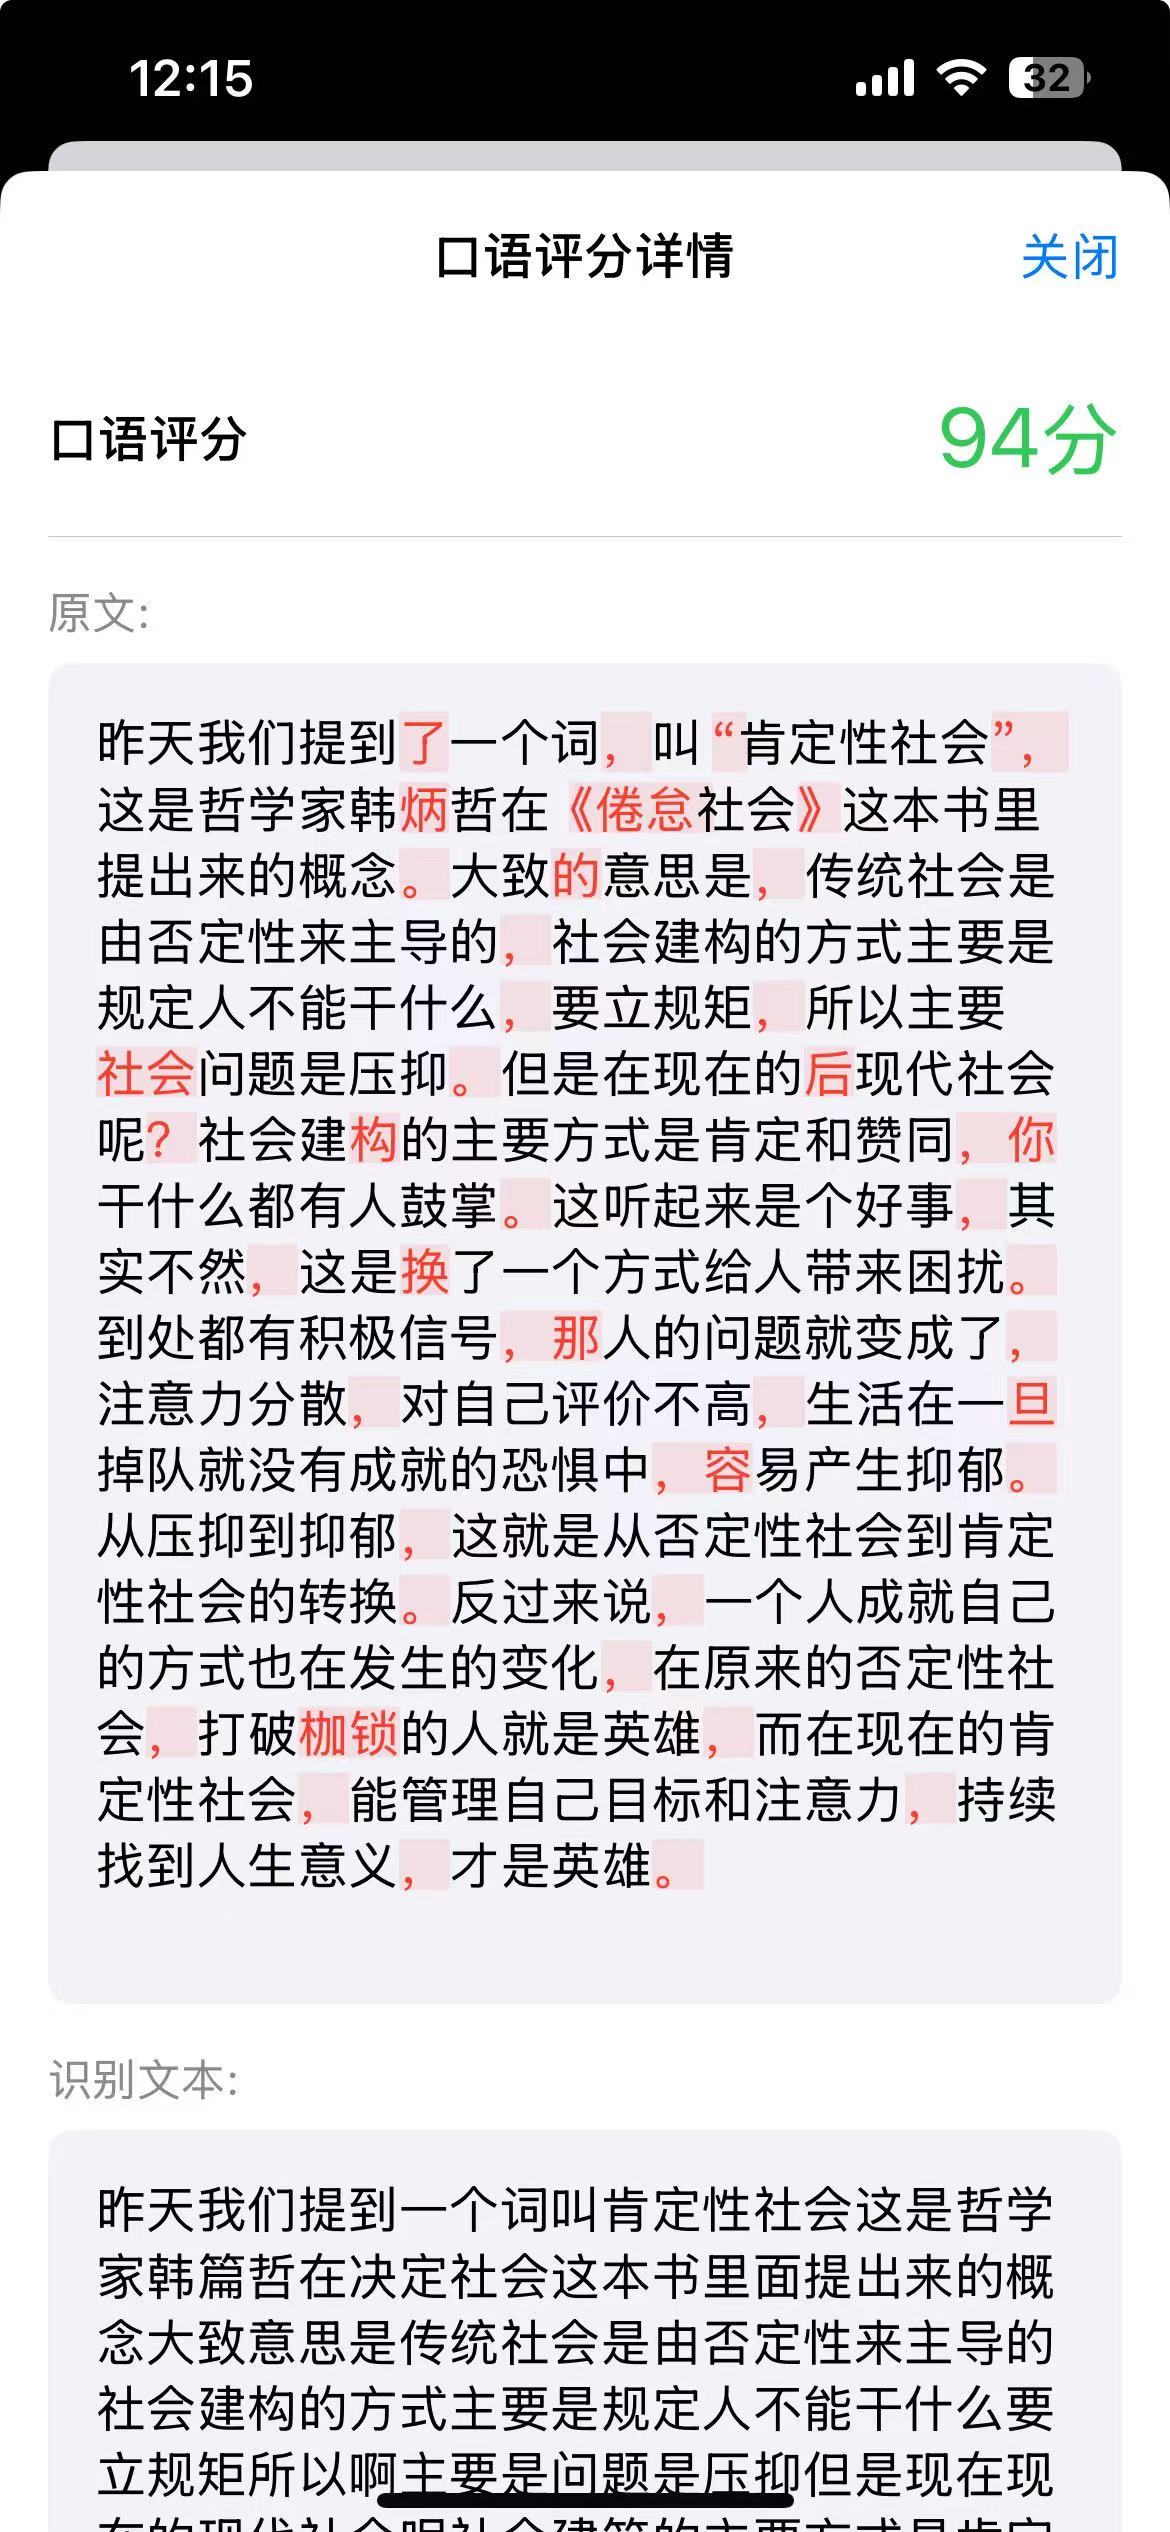 12:15
32
口语评分详情
关闭
口语评分
94分
原文:
昨天我们提到了一个词，叫“肯定性社会”，
这是哲学家韩炳哲在《倦怠社会》这本书里
提出来的概念。大致的意思是，传统社会是
由否定性来主导的，社会建构的方式主要是
规定人不能干什么，要立规矩，所以主要
社会问题是压抑。但是在现在的后现代社会
呢？社会建构的主要方式是肯定和赞同，你
干什么都有人鼓掌。这听起来是个好事，其
实不然，这是换了一个方式给人带来困扰。
到处都有积极信号，那人的问题就变成了，
注意力分散，对自己评价不高，生活在一旦
掉队就没有成就的恐惧中，容易产生抑郁。
从压抑到抑郁，这就是从否定性社会到肯定
性社会的转换。反过来说，一个人成就自己
的方式也在发生的变化，在原来的否定性社
会，打破枷锁的人就是英雄，而在现在的肯
定性社会，能管理自己目标和注意力，持续
找到人生意义，才是英雄。
识别文本:
昨天我们提到一个词叫肯定性社会这是哲学
家韩篇哲在决定社会这本书里面提出来的概
念大致意思是传统社会是由否定性来主导的
社会建构的方式主要是规定人不能干什么要
立规矩所以啊主要是问题是压抑但是现在现
在的现代社会呢社会建筑的主要方式是肯定